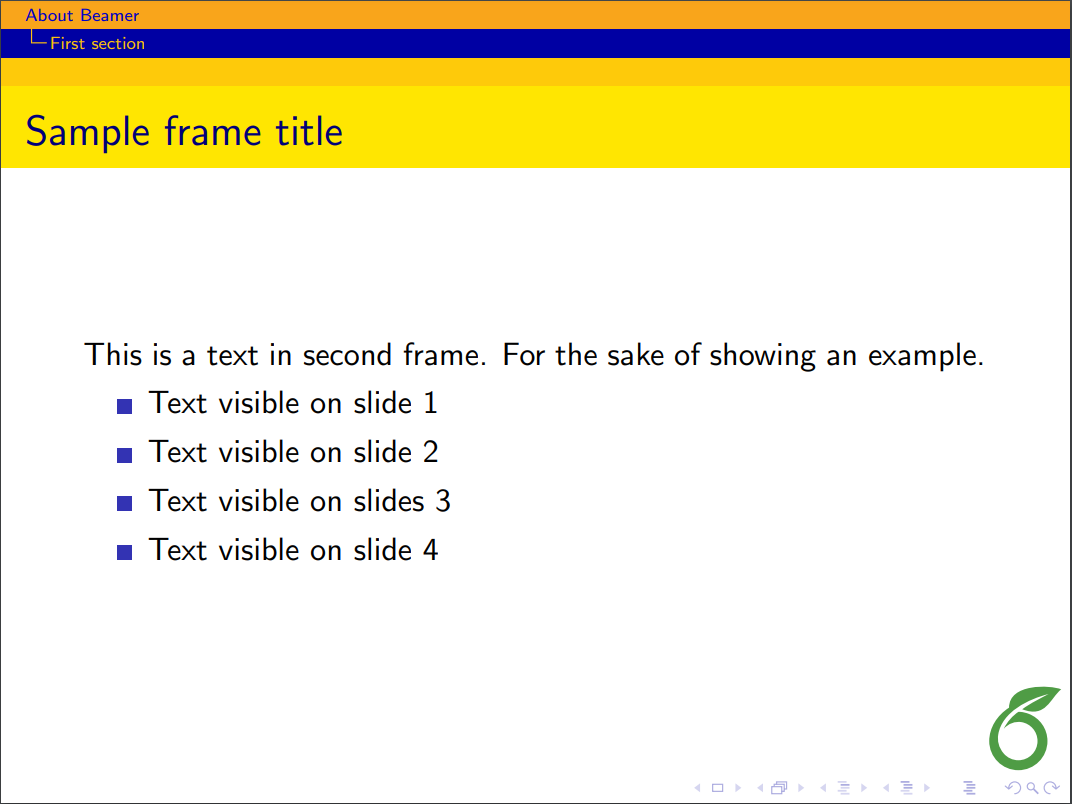 About Beamer
First section
Sample frame title
This is a text in second frame. For the sake of showing an example.
Text visible on slide 1
Text visible on slide 2
Text visible on slides 3
Text visible on slide 4